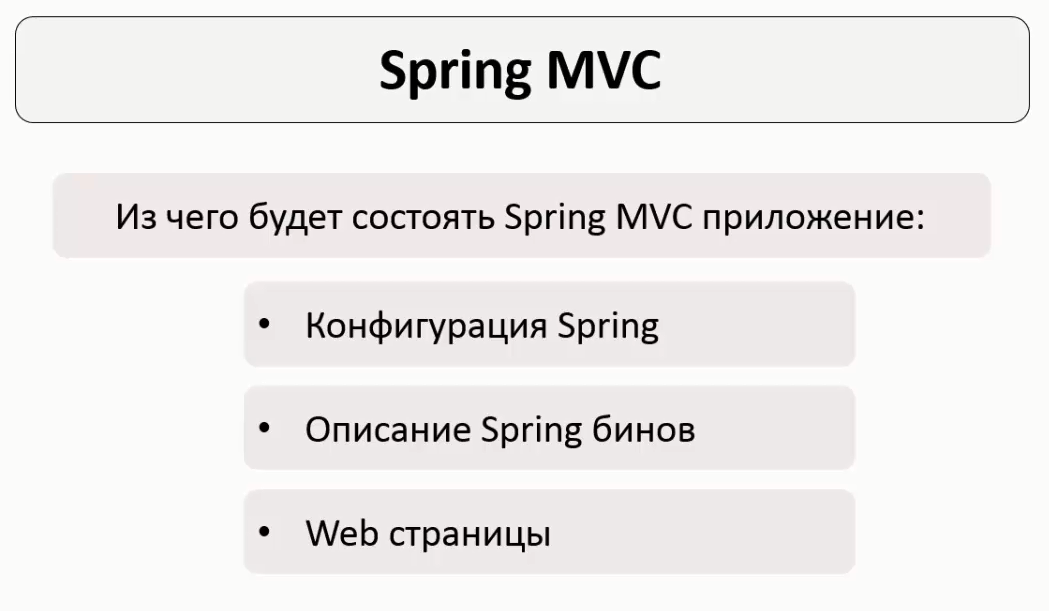 Spring MVC
Из чего будет состоять Spring MVC приложение:
• Конфигурация Spring
• Описание Spring бинов
• Web страницы